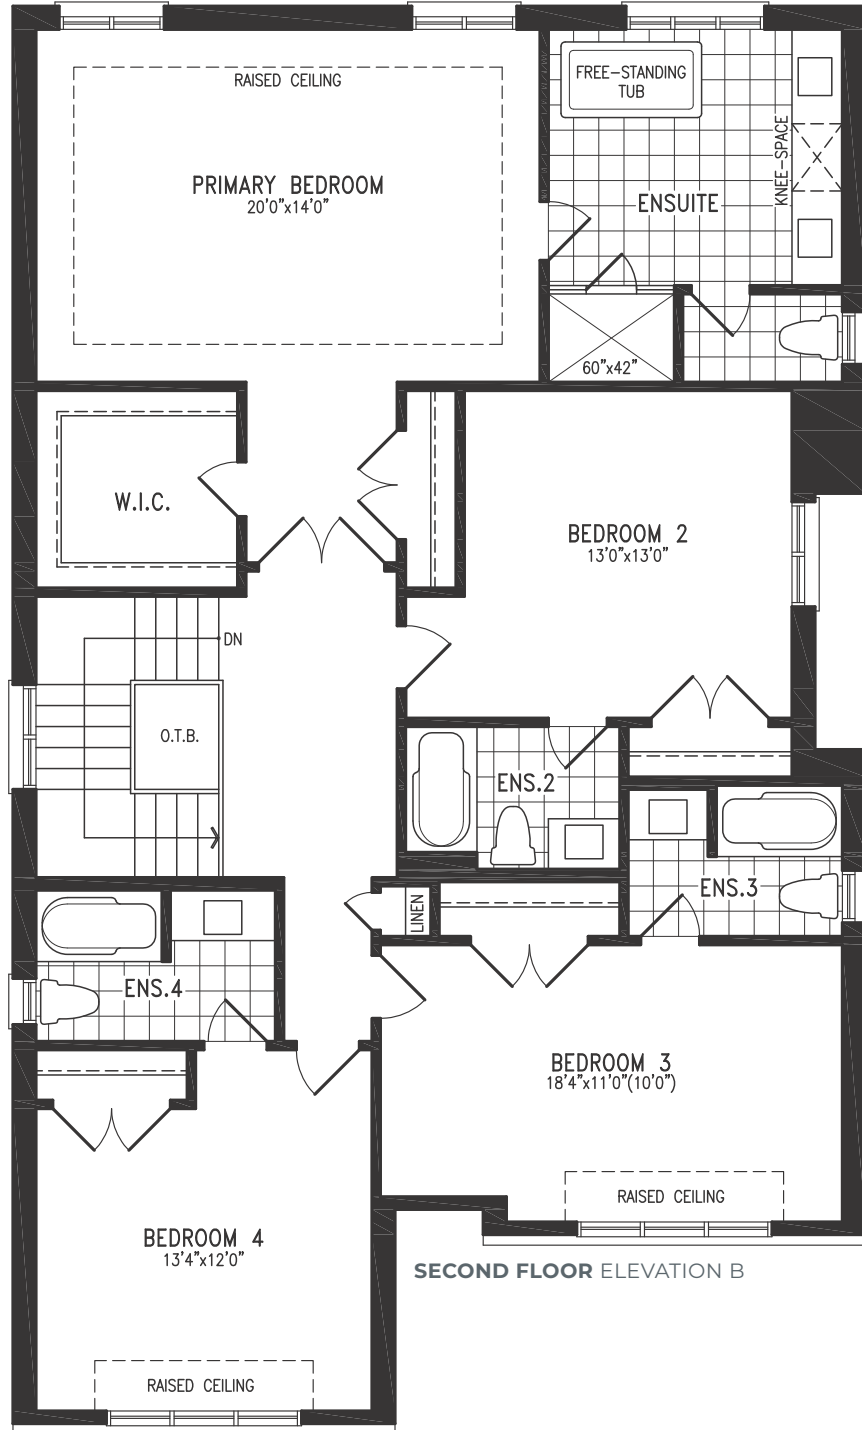 RAISED CEILING
FREE-STANDING
TUB
KNEE-SPACE
PRIMARY BEDROOM
20'0"x14'0"
ENSUITE
60"x42"
W.I.C.
BEDROOM 2
13'0"x13'0"
DN
O.T.B.
ENS.2
ENS.3
LINEN
ENS.4
BEDROOM 3
18'4"x11'0"(10'0")
RAISED CEILING
BEDROOM 4
13'4"x12'0"
SECOND FLOOR ELEVATION B
RAISED CEILING